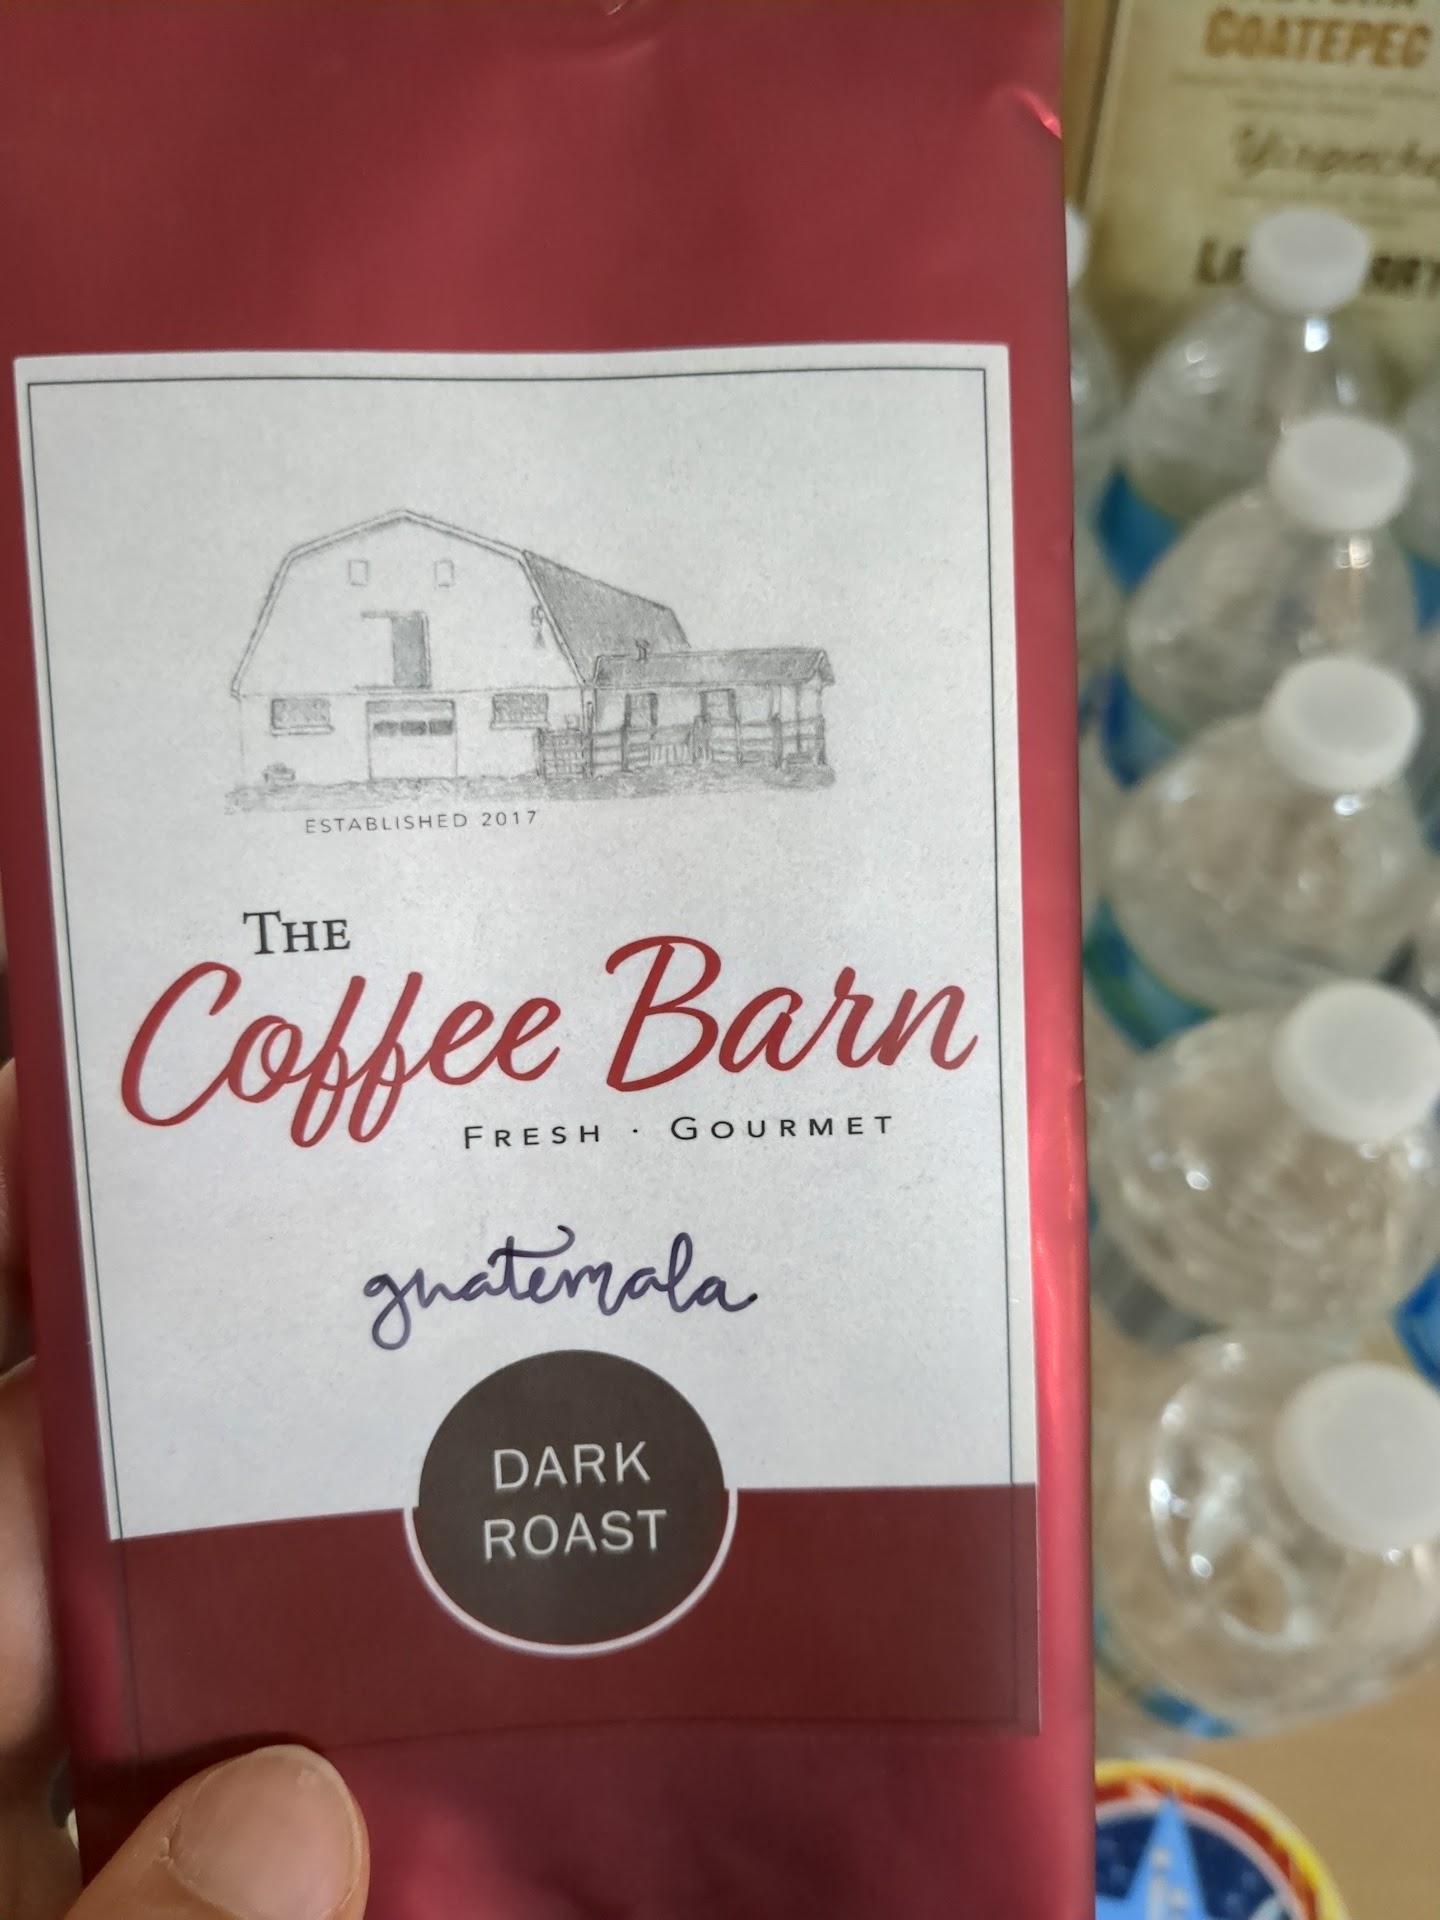 COATEPEC
ESTABLISHED 2017
THE
Coffee Barn
FRESH · GOURMET
guatemala
DARK
ROAST